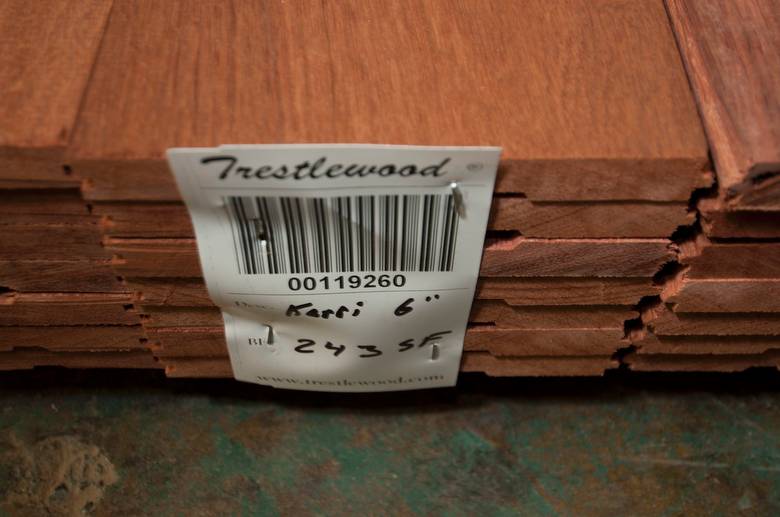 Trestlewood ®
00119260
Karri 6"
243 SF
www.trestlewood.com